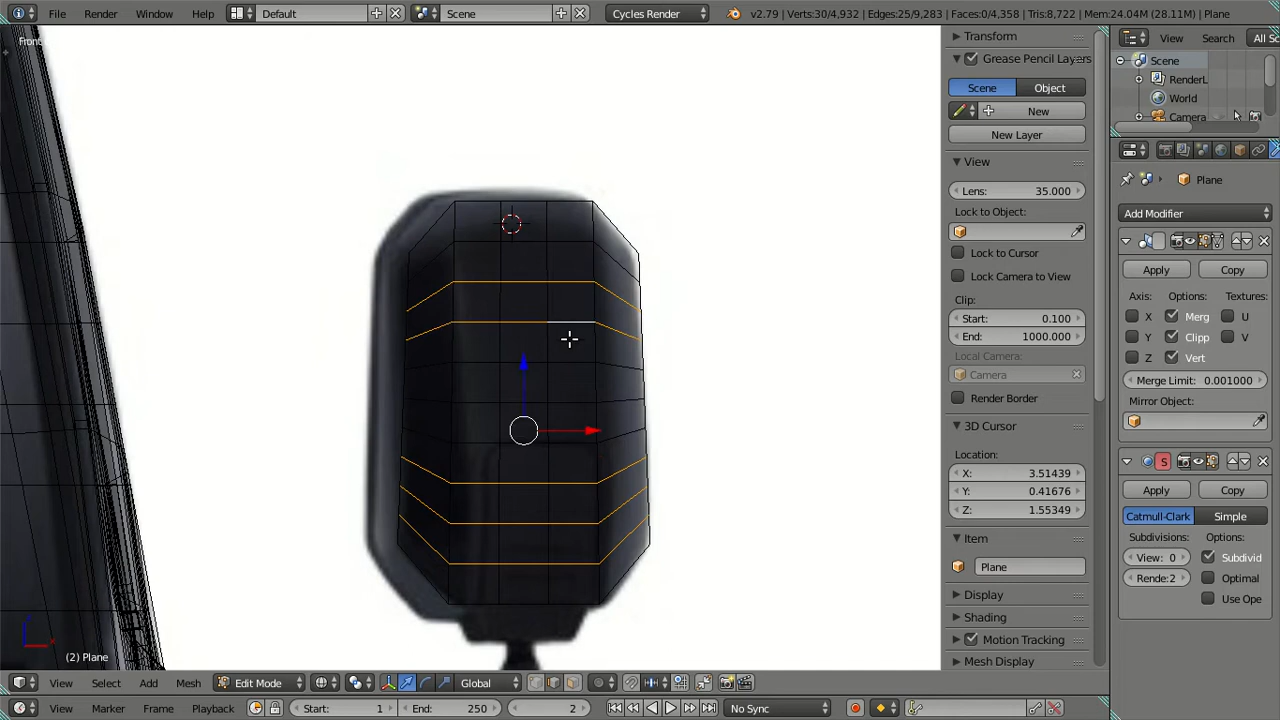 File Render Window Help Default Scene Cycles Render v2.79 | Verts:30/4,932 | Edges:25/9,283 | Faces:0/4,358 | Tris:8,722 | Mem:24.04M (28.11M) | Plane
Front
Transform
Grease Pencil Layers
Scene Object
New
New Layer
View
Lens: 35.000
Lock to Object:
Lock to Cursor
Lock Camera to View
Clip:
Start: 0.100
End: 1000.000
Local Camera:
Camera
Render Border
3D Cursor
Location:
X: 3.51439
Y: 0.41676
Z: 1.55349
Item
Plane
Display
Shading
Motion Tracking
Mesh Display
View Search All Sc
Scene
RenderL
World
Camera
Plane
Add Modifier
Apply Copy
Axis: Options: Textures:
X Merg U
Y Clipp V
Z Vert
Merge Limit: 0.001000
Mirror Object:
S
Apply Copy
Catmull-Clark Simple
Subdivisions: Options:
View: 0 Subdivid
Rende:2 Optimal
Use Ope
z
x
(2) Plane
View Select Add Mesh Edit Mode Global
View Marker Frame Playback Start: 1 End: 250 2 No Sync